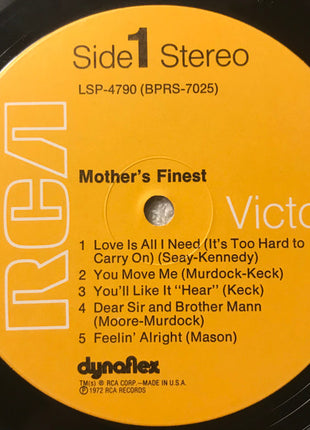 Side 1 Stereo
LSP-4790 (BPRS-7025)
RCA
Mother's Finest
Victo
1 Love Is All I Need (It's Too Hard to
Carry On) (Seay-Kennedy)
2 You Move Me (Murdock-Keck)
3 You'll Like It "Hear" (Keck)
4 Dear Sir and Brother Mann
(Moore-Murdock)
5 Feelin' Alright (Mason)
dynaflex
TM(s) ® RCA CORP.—MADE IN U.S.A.
Ⓟ 1972 RCA RECORDS